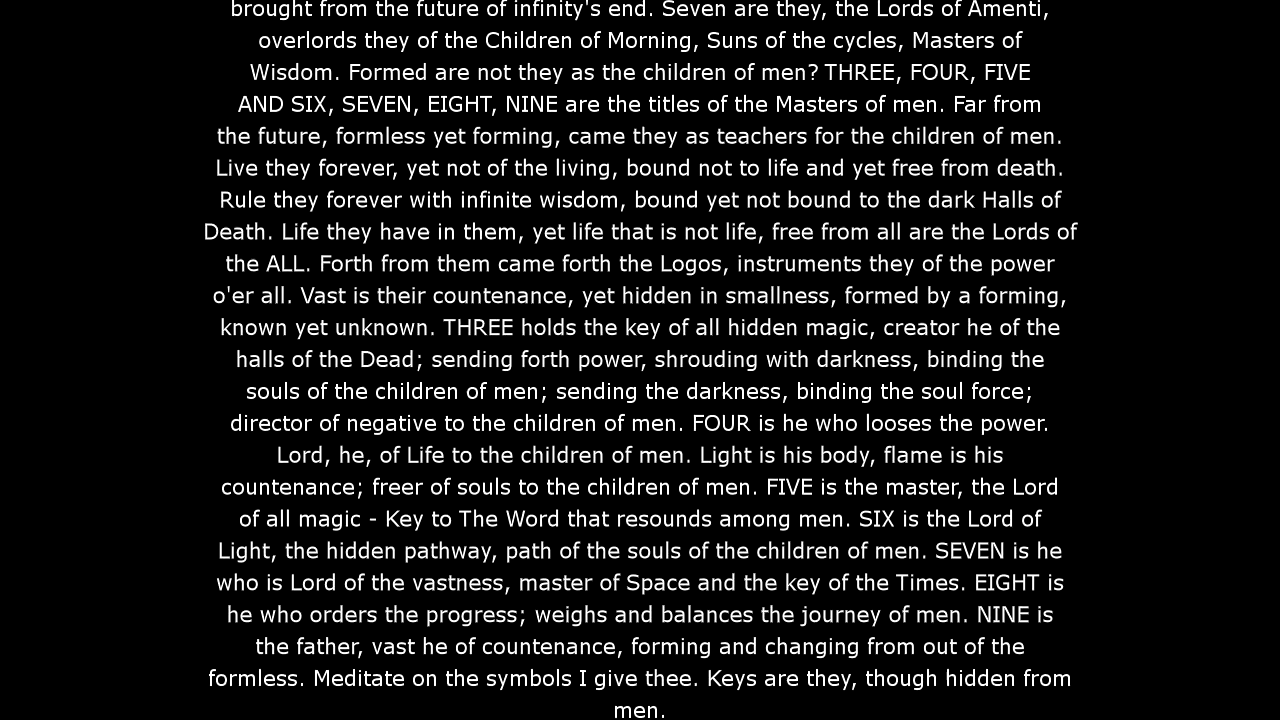 brought from the future of infinity's end. Seven are they, the Lords of Amenti,
overlords they of the Children of Morning, Suns of the cycles, Masters of
Wisdom. Formed are not they as the children of men? THREE, FOUR, FIVE
AND SIX, SEVEN, EIGHT, NINE are the titles of the Masters of men. Far from
the future, formless yet forming, came they as teachers for the children of men.
Live they forever, yet not of the living, bound not to life and yet free from death.
Rule they forever with infinite wisdom, bound yet not bound to the dark Halls of
Death. Life they have in them, yet life that is not life, free from all are the Lords of
the ALL. Forth from them came forth the Logos, instruments they of the power
o'er all. Vast is their countenance, yet hidden in smallness, formed by a forming,
known yet unknown. THREE holds the key of all hidden magic, creator he of the
halls of the Dead; sending forth power, shrouding with darkness, binding the
souls of the children of men; sending the darkness, binding the soul force;
director of negative to the children of men. FOUR is he who looses the power.
Lord, he, of Life to the children of men. Light is his body, flame is his
countenance; freer of souls to the children of men. FIVE is the master, the Lord
of all magic - Key to The Word that resounds among men. SIX is the Lord of
Light, the hidden pathway, path of the souls of the children of men. SEVEN is he
who is Lord of the vastness, master of Space and the key of the Times. EIGHT is
he who orders the progress; weighs and balances the journey of men. NINE is
the father, vast he of countenance, forming and changing from out of the
formless. Meditate on the symbols I give thee. Keys are they, though hidden from
men.